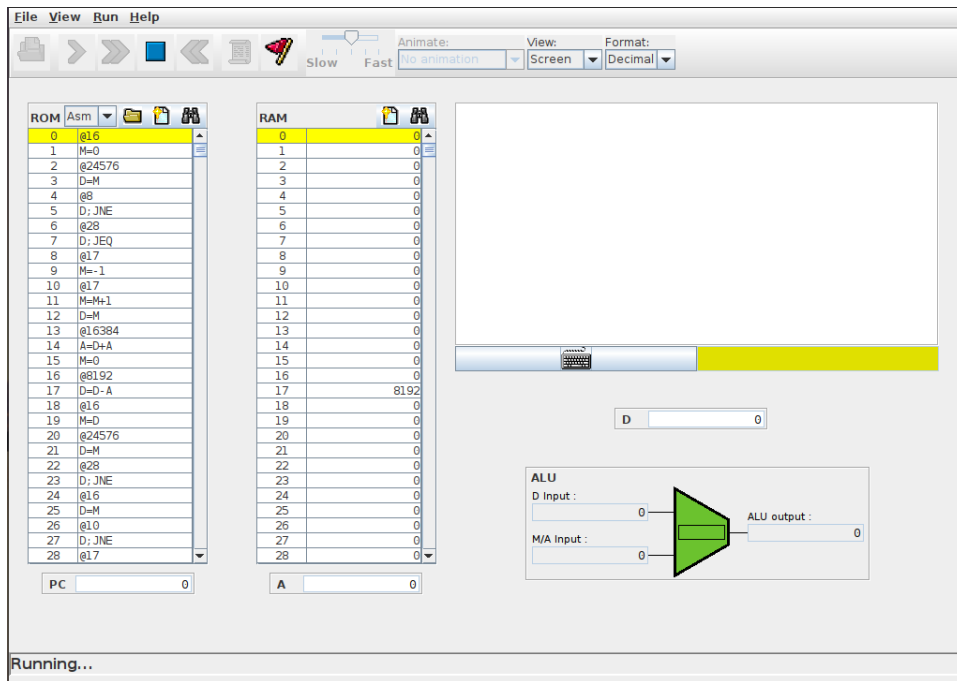 File View Run Help
Slow Fast
Animate:
No animation
View:
Screen
Format:
Decimal
ROM Asm
0 @16
1 M=0
2 @24576
3 D=M
4 @8
5 D;JNE
6 @28
7 D;JEQ
8 @17
9 M=-1
10 @17
11 M=M+1
12 D=M
13 @16384
14 A=D+A
15 M=0
16 @8192
17 D=D-A
18 @16
19 M=D
20 @24576
21 D=M
22 @28
23 D;JNE
24 @16
25 D=M
26 @10
27 D;JNE
28 @17
PC 0
RAM
0 0
1 0
2 0
3 0
4 0
5 0
6 0
7 0
8 0
9 0
10 0
11 0
12 0
13 0
14 0
15 0
16 0
17 8192
18 0
19 0
20 0
21 0
22 0
23 0
24 0
25 0
26 0
27 0
28 0
A 0
D 0
ALU
D Input :
0
M/A Input :
0
ALU output :
0
Running...